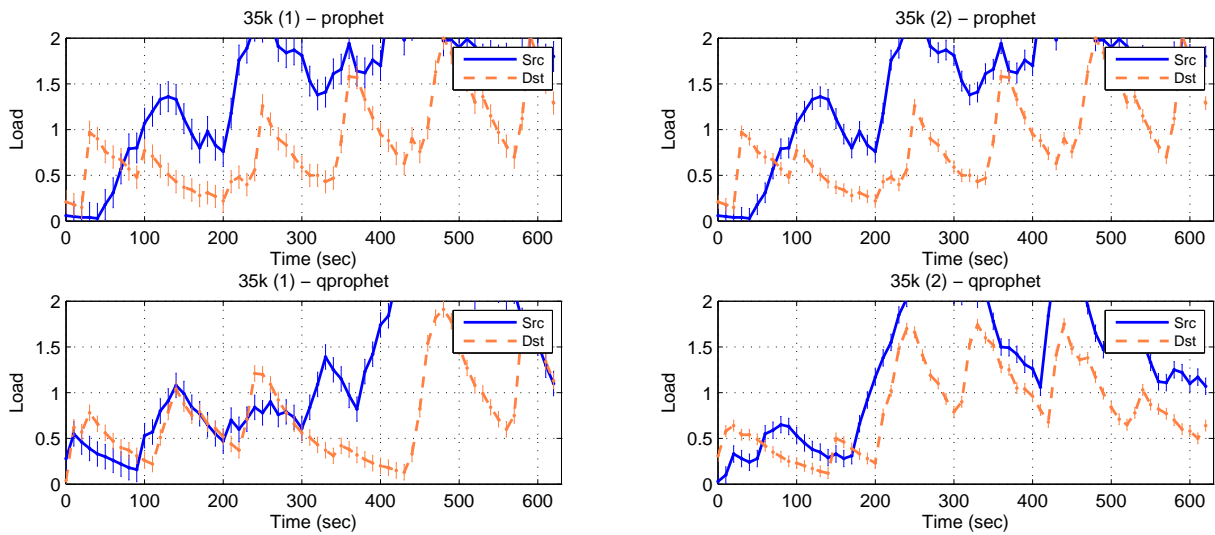 35k (1) – prophet
2
1.5
1
0.5
0
Load
Src
Dst
0 100 200 300 400 500 600
Time (sec)
35k (2) – prophet
2
1.5
1
0.5
0
Load
Src
Dst
0 100 200 300 400 500 600
Time (sec)
35k (1) – qprophet
2
1.5
1
0.5
0
Load
Src
Dst
0 100 200 300 400 500 600
Time (sec)
35k (2) – qprophet
2
1.5
1
0.5
0
Load
Src
Dst
0 100 200 300 400 500 600
Time (sec)